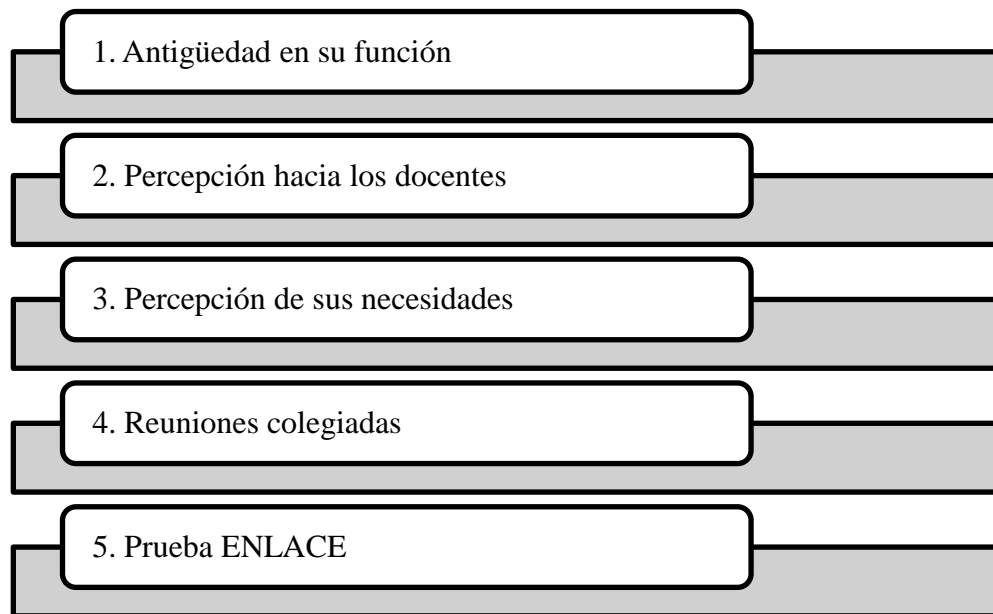 1. Antigüedad en su función
2. Percepción hacia los docentes
3. Percepción de sus necesidades
4. Reuniones colegiadas
5. Prueba ENLACE